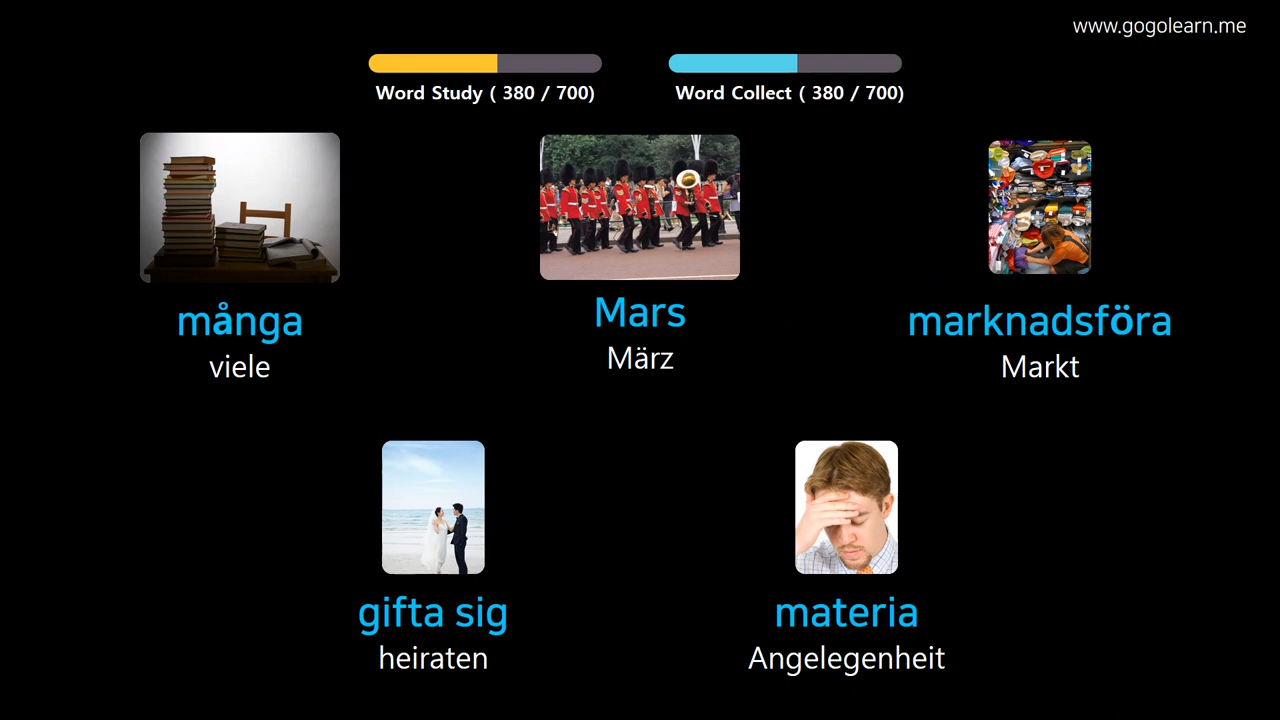 www.gogolearn.me
Word Study ( 380 / 700)
Word Collect ( 380 / 700)
många
viele
Mars
März
marknadsföra
Markt
gifta sig
heiraten
materia
Angelegenheit